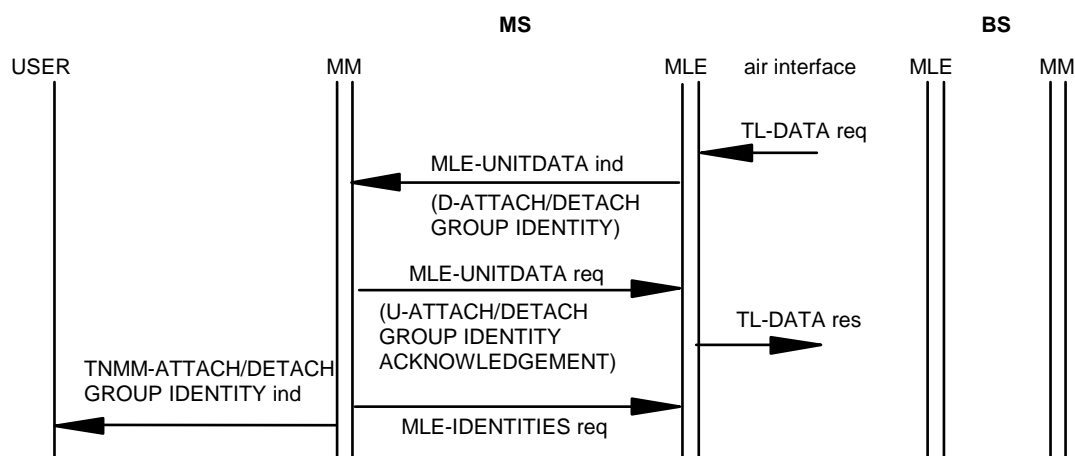 MS BS
USER MM MLE air interface MLE MM
TL-DATA req
MLE-UNITDATA ind
(D-ATTACH/DETACH
GROUP IDENTITY)
MLE-UNITDATA req
(U-ATTACH/DETACH
GROUP IDENTITY
ACKNOWLEDGEMENT)
TL-DATA res
TNMM-ATTACH/DETACH
GROUP IDENTITY ind
MLE-IDENTITIES req